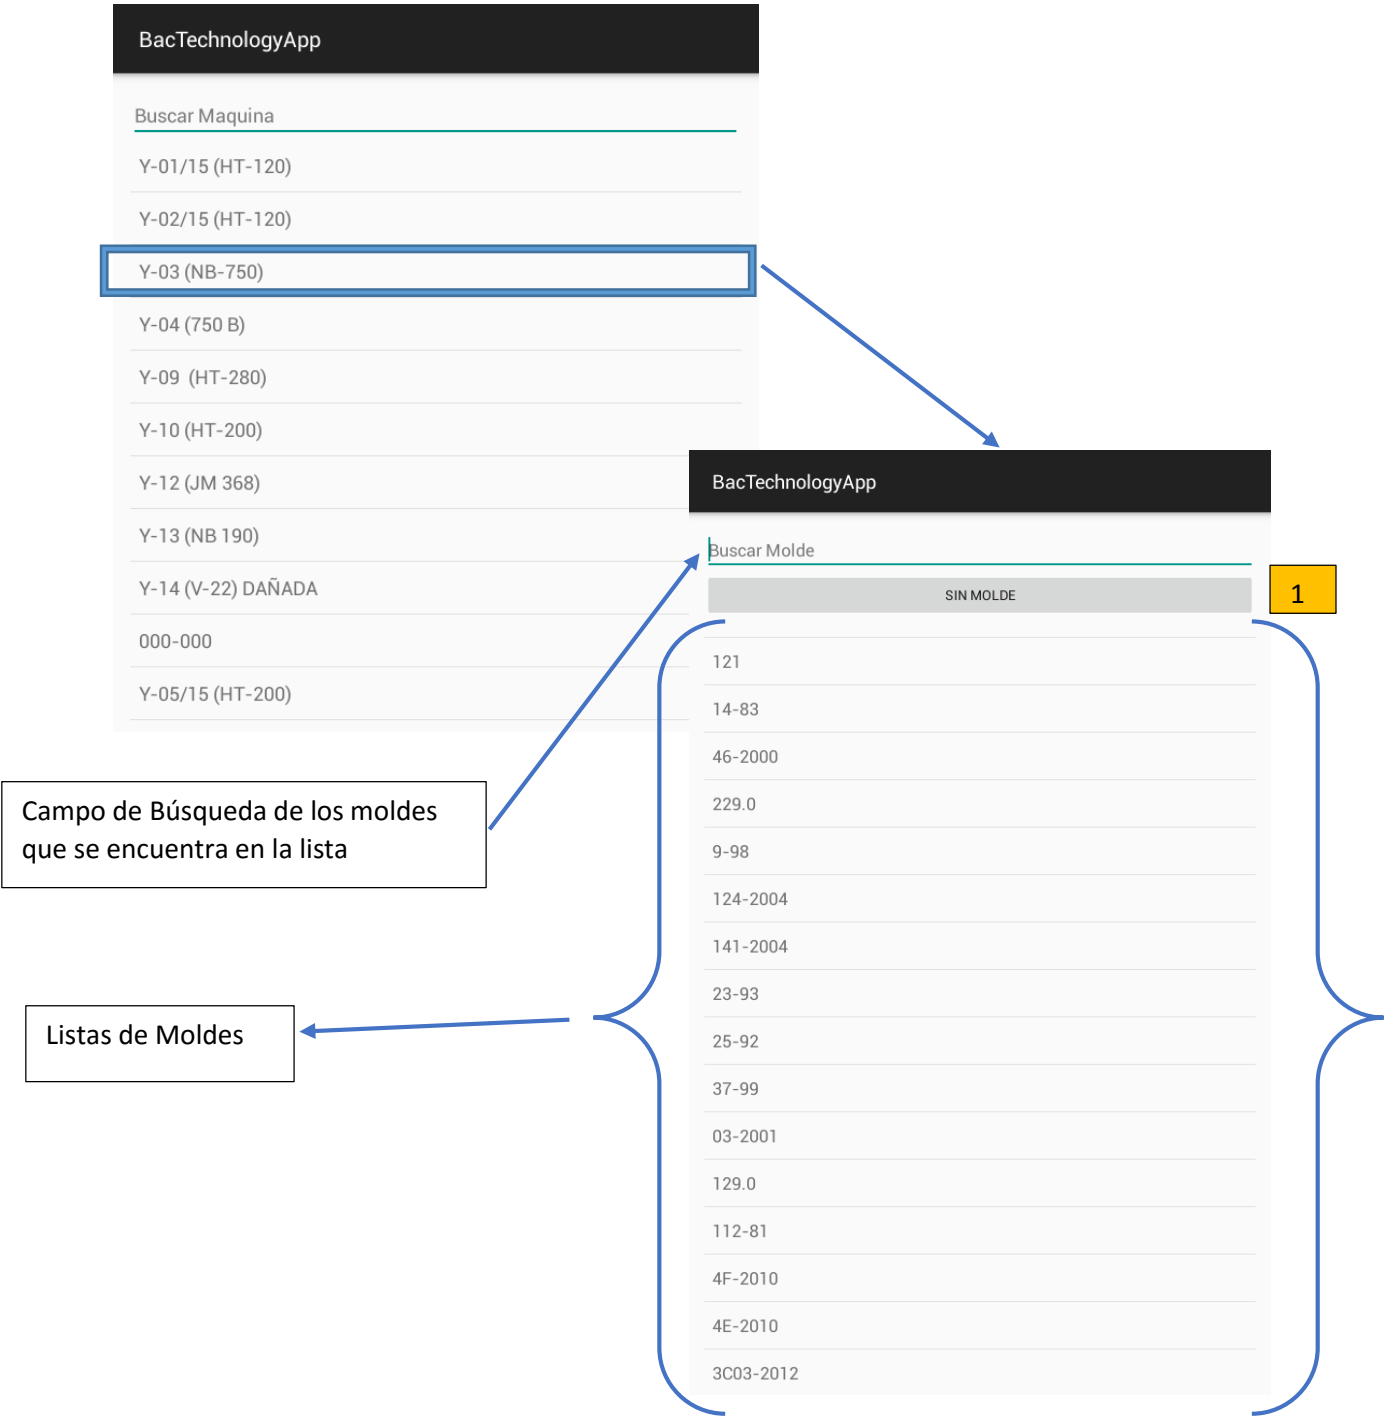 BacTechnologyApp
Buscar Maquina
Y-01/15 (HT-120)
Y-02/15 (HT-120)
Y-03 (NB-750)
Y-04 (750 B)
Y-09  (HT-280)
Y-10 (HT-200)
Y-12 (JM 368)
Y-13 (NB 190)
Y-14 (V-22) DAÑADA
000-000
Y-05/15 (HT-200)
BacTechnologyApp
Buscar Molde
SIN MOLDE
1
121
14-83
46-2000
229.0
9-98
124-2004
141-2004
23-93
25-92
37-99
03-2001
129.0
112-81
4F-2010
4E-2010
3C03-2012
Campo de Búsqueda de los moldes
que se encuentra en la lista
Listas de Moldes